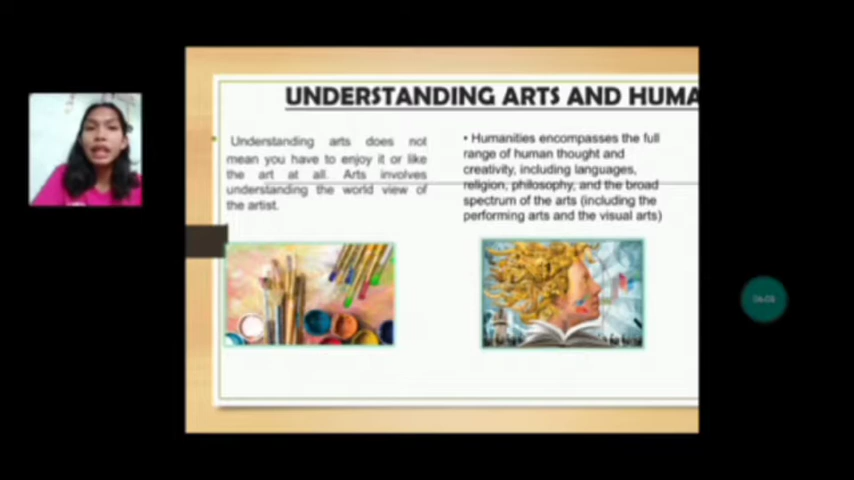 UNDERSTANDING ARTS AND HUMA
Understanding arts does not
mean you have to enjoy it or like
the art at all. Arts involves
understanding the world view of
the artist.
• Humanities encompasses the full
range of human thought and
creativity, including languages,
religion, philosophy, and the broad
spectrum of the arts (including the
performing arts and the visual arts)